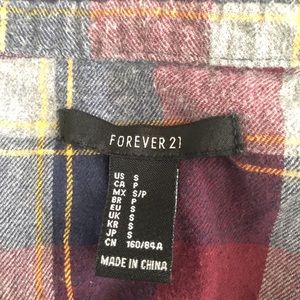 FOREVER 21
US S
CA P
MX S/P
BR P
EU S
UK S
KR S
JP S
CN 160/84A
MADE IN CHINA